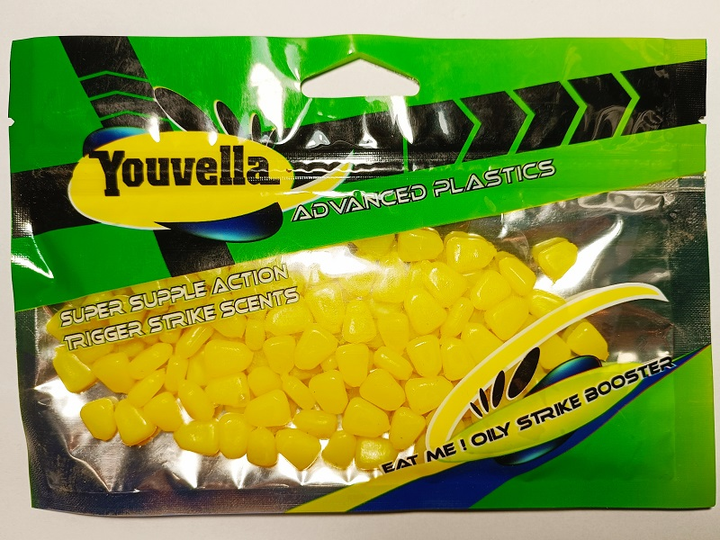 Youvella
ADVANCED PLASTICS
SUPER SUPPLE ACTION
TRIGGER STRIKE SCENTS
EAT ME ! OILY STRIKE BOOSTER